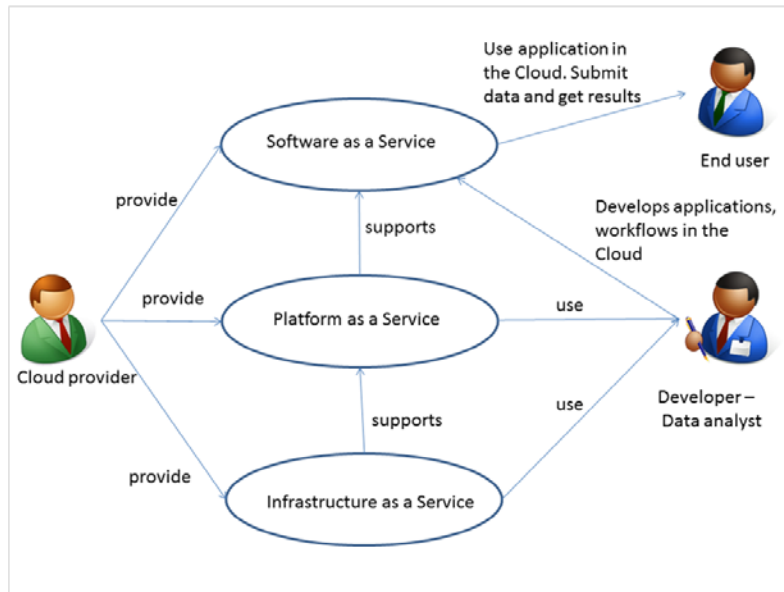 Use application in
the Cloud. Submit
data and get results
End user
Software as a Service
provide
Develops applications,
workflows in the
Cloud
supports
provide
Platform as a Service
use
Cloud provider
Developer –
Data analyst
supports
use
provide
Infrastructure as a Service